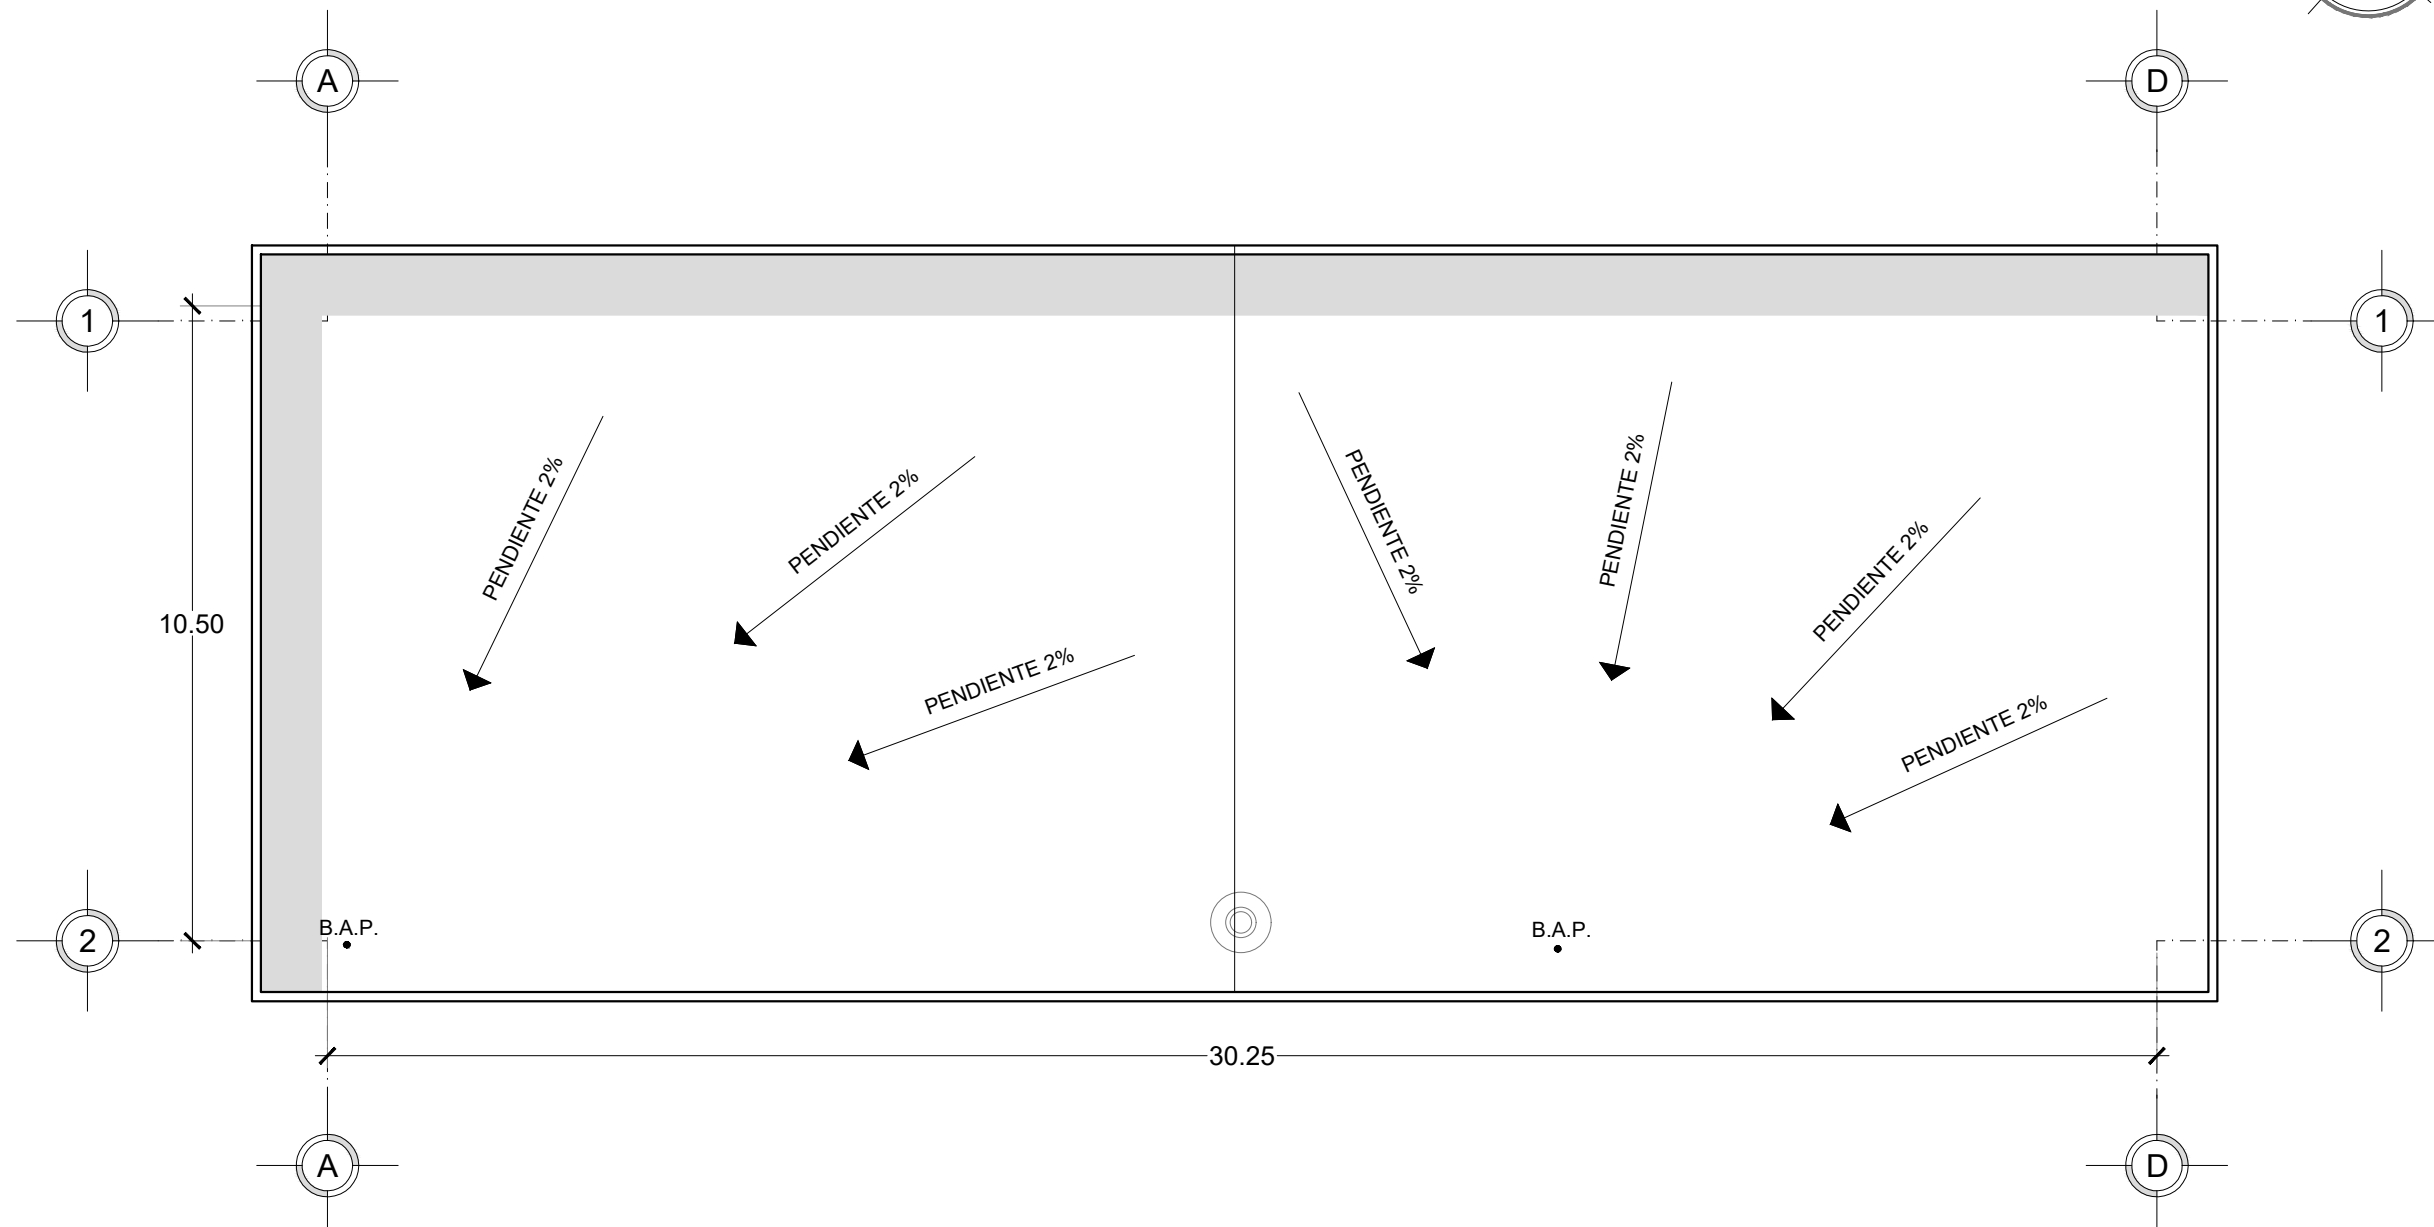 A
D
1
1
PENDIENTE 2%
PENDIENTE 2%
PENDIENTE 2%
PENDIENTE 2%
PENDIENTE 2%
PENDIENTE 2%
PENDIENTE 2%
10.50
B.A.P.
B.A.P.
2
2
30.25
A
D